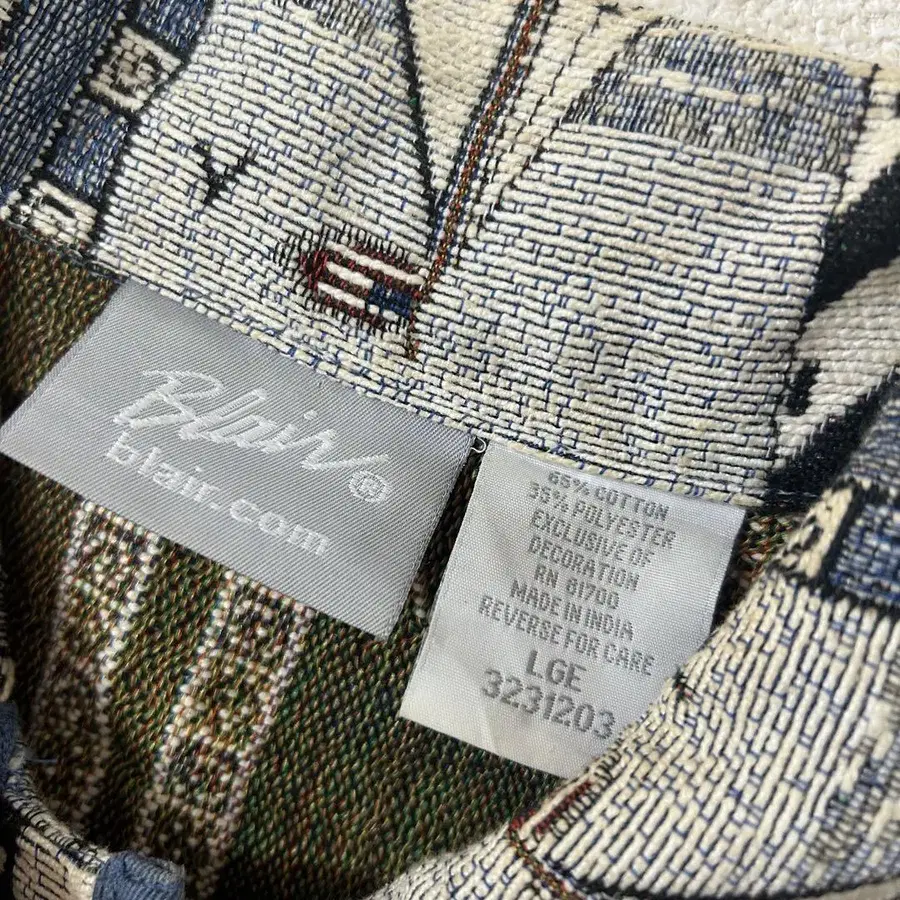 Blair®
blair.com
65% COTTON
35% POLYESTER
EXCLUSIVE OF
DECORATION
RN 81700
MADE IN INDIA
REVERSE FOR CARE
LGE
3231203